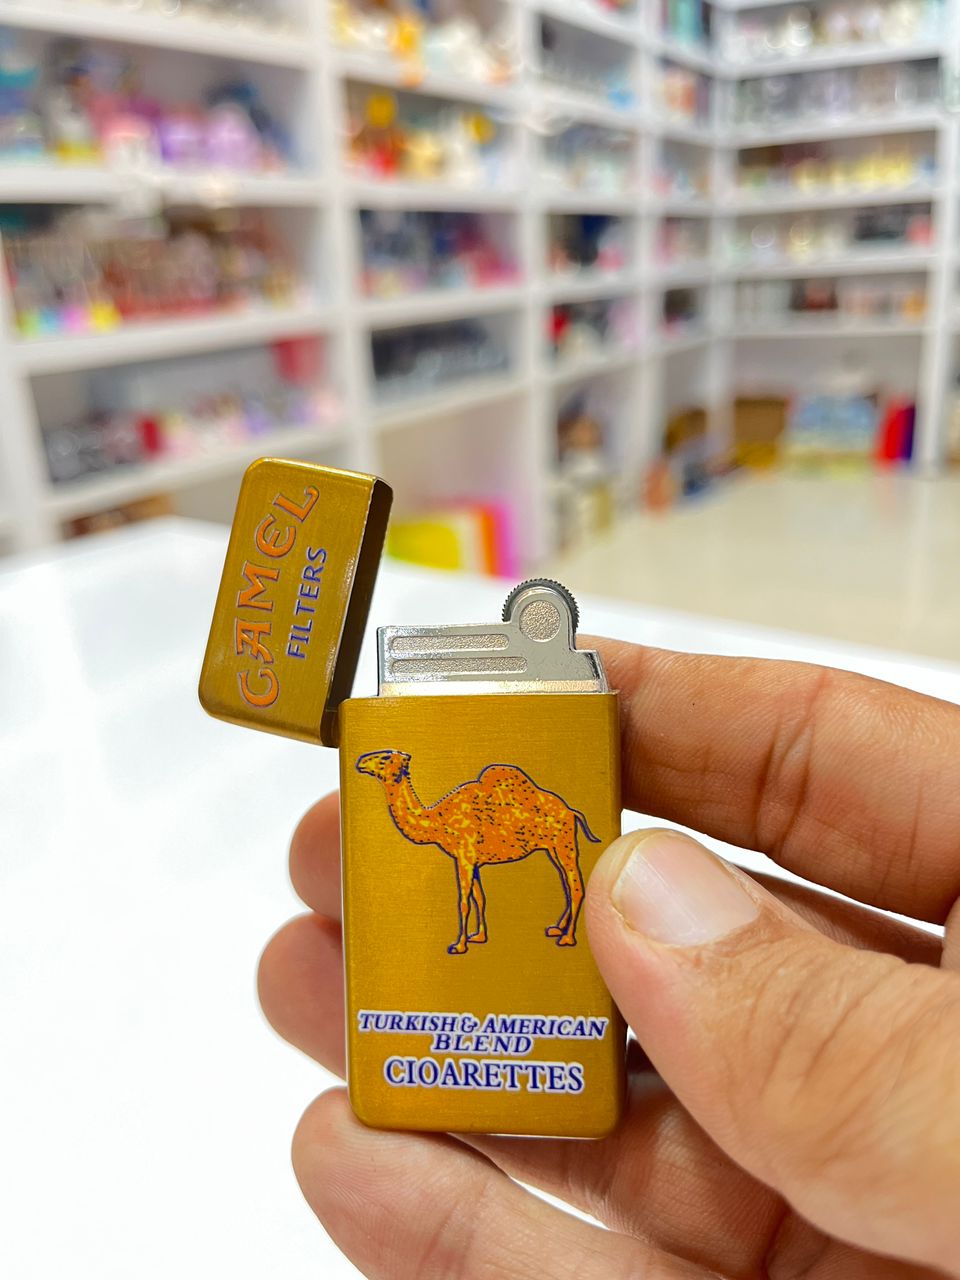 CAMEL
FILTERS
TURKISH & AMERICAN
BLEND
CIOARETTES